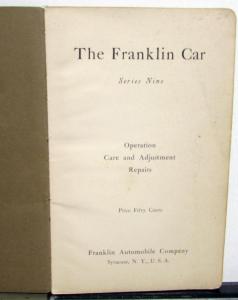 The Franklin Car
Series Nine
Operation
Care and Adjustment
Repairs
Price Fifty Cents
Franklin Automobile Company
Syracuse, N. Y., U. S. A.